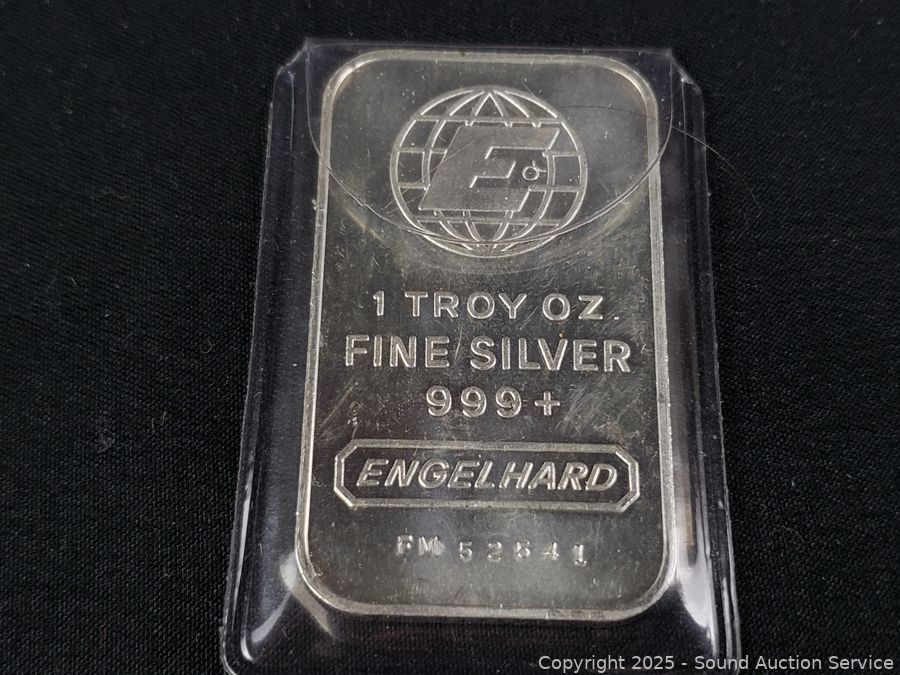 E
1 TROY OZ.
FINE SILVER
999+
ENGELHARD
FM 52541
Copyright © 2025 - Sound Auction Service